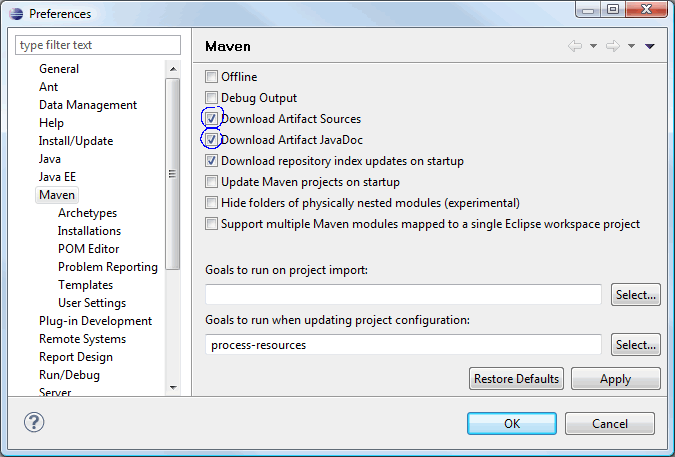 Preferences
type filter text
General
Ant
Data Management
Help
Install/Update
Java
Java EE
Maven
Archetypes
Installations
POM Editor
Problem Reporting
Templates
User Settings
Plug-in Development
Remote Systems
Report Design
Run/Debug
Server
Maven
Offline
Debug Output
Download Artifact Sources
Download Artifact JavaDoc
Download repository index updates on startup
Update Maven projects on startup
Hide folders of physically nested modules (experimental)
Support multiple Maven modules mapped to a single Eclipse workspace project
Goals to run on project import:
Select...
Goals to run when updating project configuration:
process-resources Select...
Restore Defaults Apply
? OK Cancel